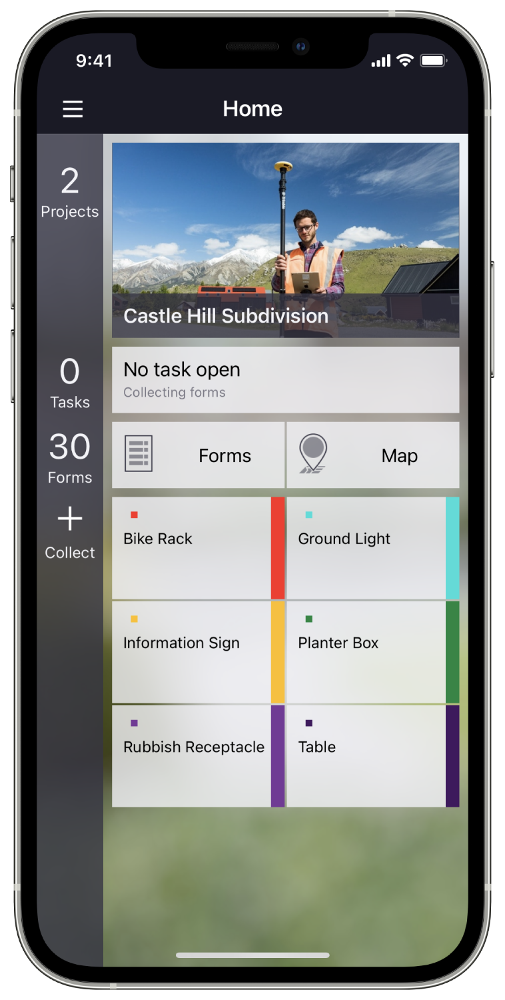 9:41
Home
2
Projects
Castle Hill Subdivision
0
Tasks
No task open
Collecting forms
30
Forms
Forms
Map
+
Collect
Bike Rack
Ground Light
Information Sign
Planter Box
Rubbish Receptacle
Table